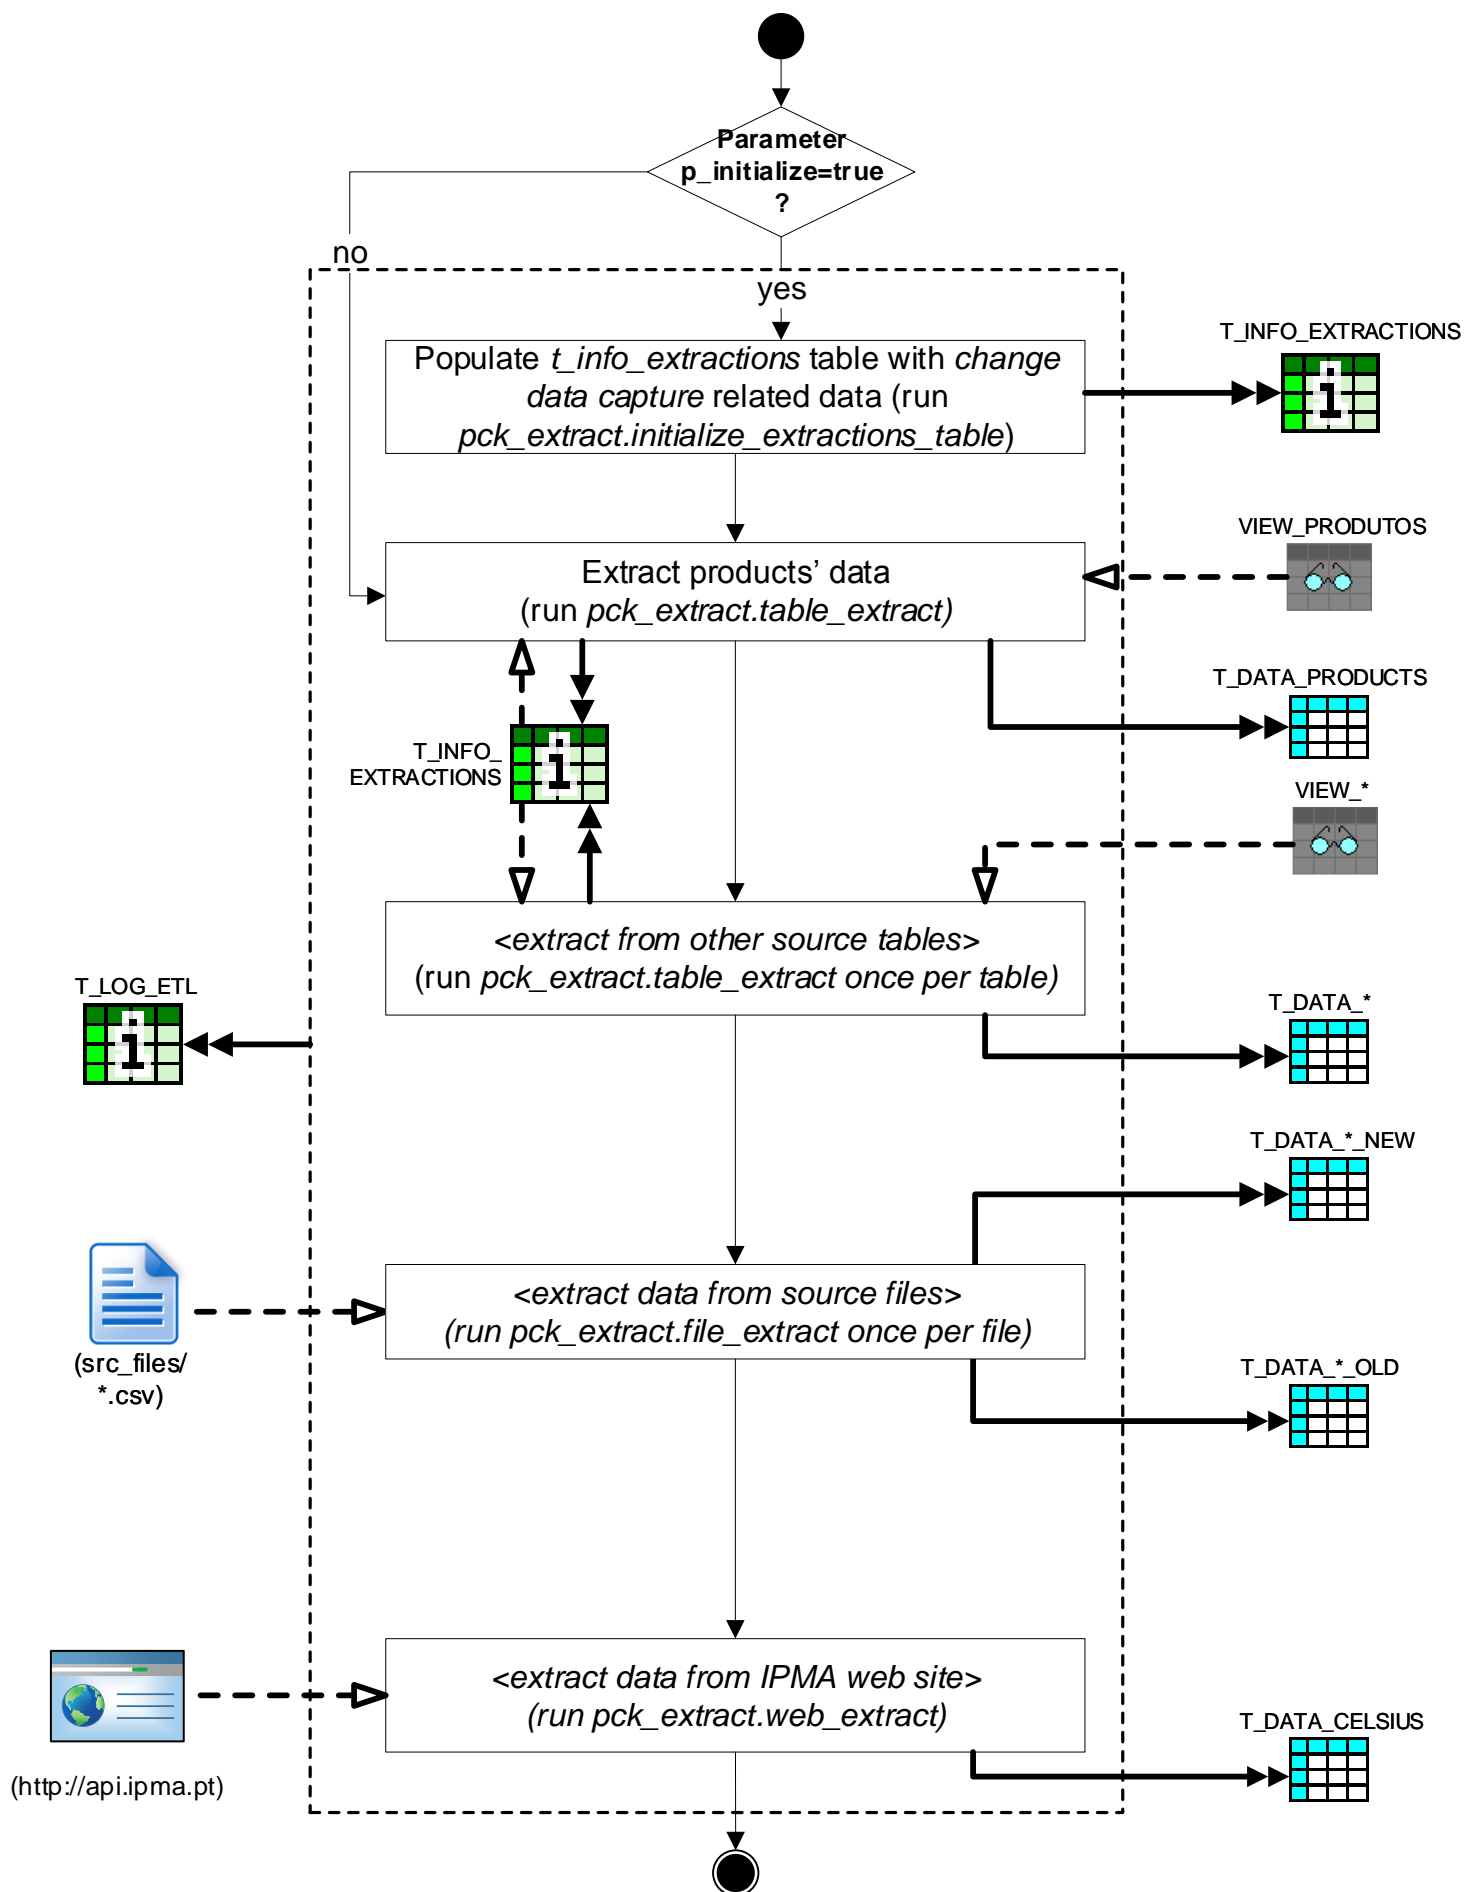 Parameter
p_initialize=true
?
no
yes
Populate t_info_extractions table with change
data capture related data (run
pck_extract.initialize_extractions_table)
T_INFO_EXTRACTIONS
i
VIEW_PRODUTOS
Extract products’ data
(run pck_extract.table_extract)
T_DATA_PRODUCTS
T_INFO_
EXTRACTIONS
i
VIEW_*
<extract from other source tables>
(run pck_extract.table_extract once per table)
T_LOG_ETL
i
T_DATA_*
T_DATA_*_NEW
<extract data from source files>
(run pck_extract.file_extract once per file)
(src_files/
*.csv)
T_DATA_*_OLD
<extract data from IPMA web site>
(run pck_extract.web_extract)
T_DATA_CELSIUS
(http://api.ipma.pt)